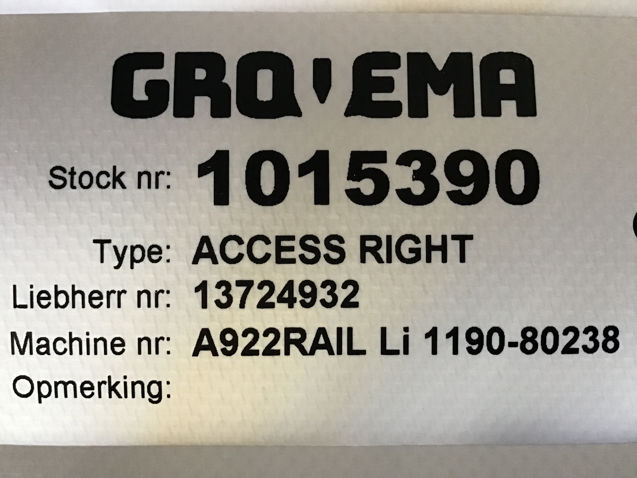 GROVEMA
Stock nr: 1015390
Type: ACCESS RIGHT
Liebherr nr: 13724932
Machine nr: A922RAIL Li 1190-80238
Opmerking: